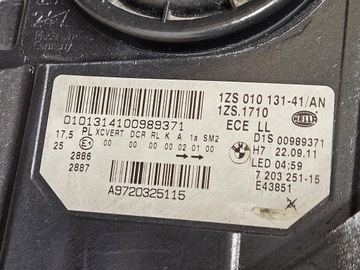 Germany
0101314100989371
1ZS 010 131-41/AN
1ZS.1710
ECE LL
HELLA
17,5 PL XCVERT DCR RL K A 1a SM2
25 E1 00 00 00 00 02 01 00
2886
2887
D1S 00989371
H7 22.09.11
LED 04:59
7 203 251-15
E43851
A9720325115